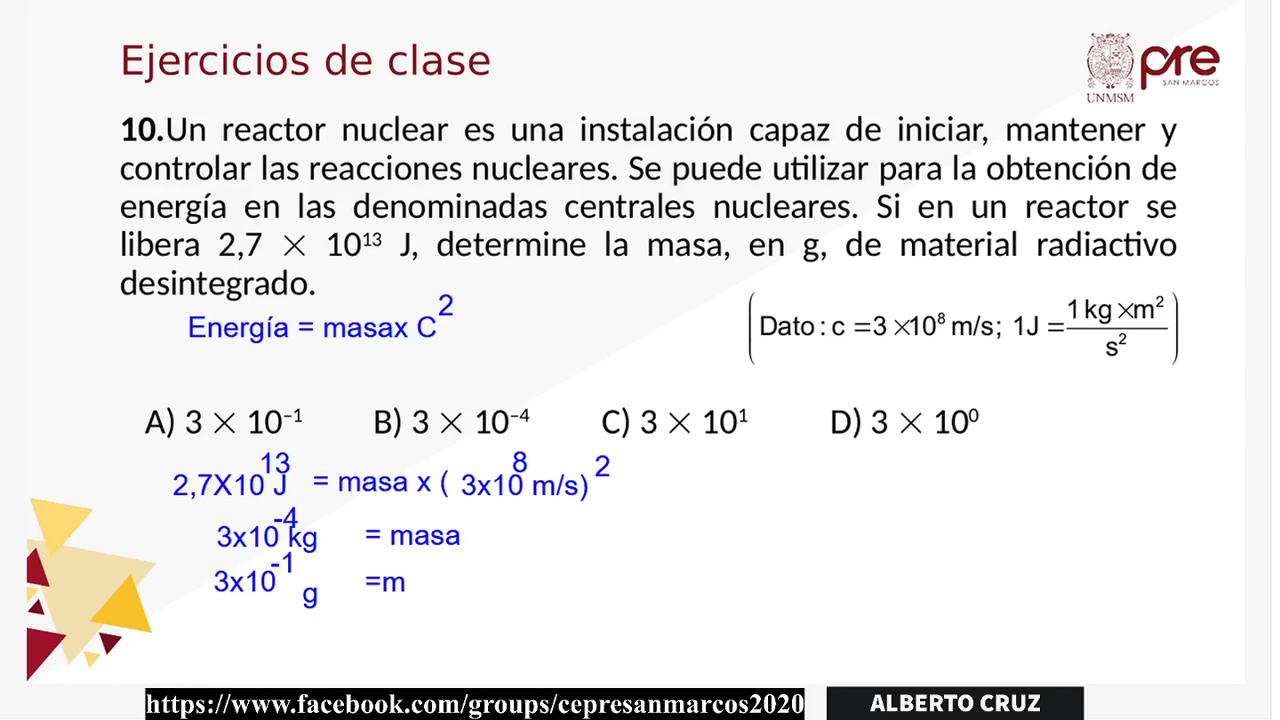 Ejercicios de clase
pre
SAN MARCOS
UNMSM
10.Un reactor nuclear es una instalación capaz de iniciar, mantener y
controlar las reacciones nucleares. Se puede utilizar para la obtención de
energía en las denominadas centrales nucleares. Si en un reactor se
libera 2,7 × 10¹³ J, determine la masa, en g, de material radiactivo
desintegrado.
Energía = masax C²
(Dato : c = 3 ×10⁸ m/s; 1J = 1 kg ×m² / s²)
A) 3 × 10⁻¹ B) 3 × 10⁻⁴ C) 3 × 10¹ D) 3 × 10⁰
2,7X10¹³ J = masa x ( 3x10⁸ m/s)²
3x10⁻⁴ kg = masa
3x10⁻¹ g =m
https://www.facebook.com/groups/cepresanmarcos2020
ALBERTO CRUZ